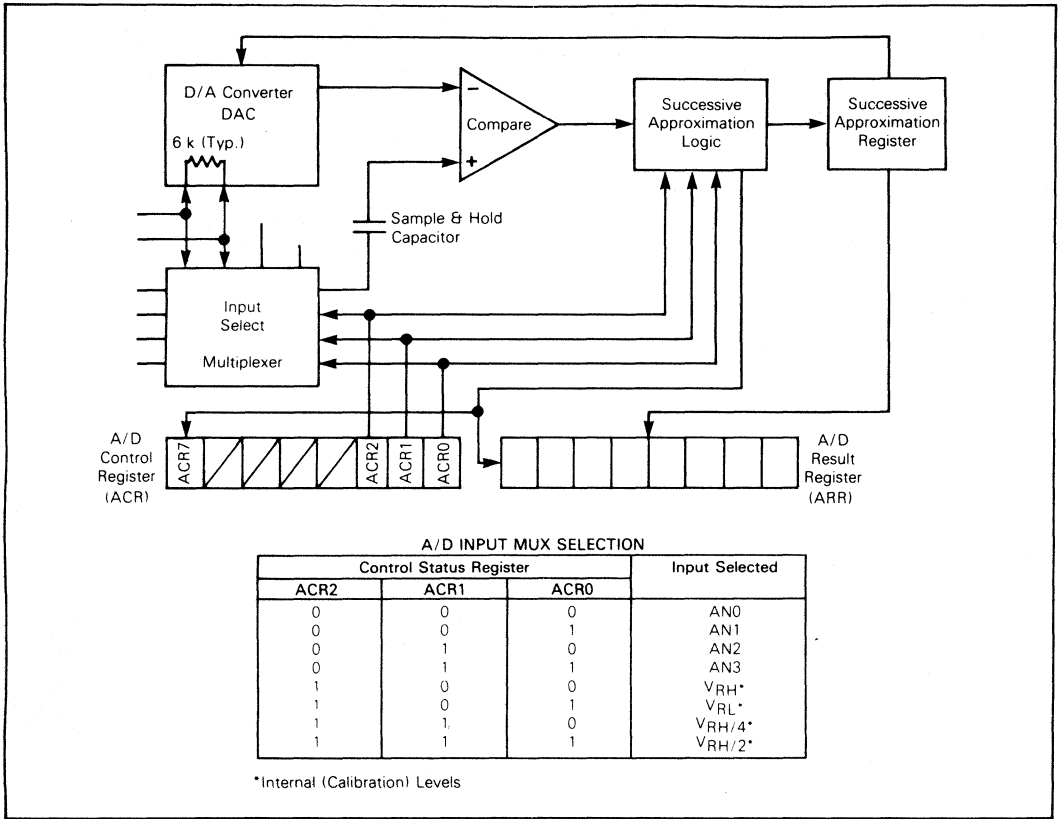 D/A Converter
DAC
6 k (Typ.)
−
Compare
+
Successive
Approximation
Logic
Successive
Approximation
Register
Sample & Hold
Capacitor
Input
Select
Multiplexer
A/D
Control
Register
(ACR)
ACR7
ACR2
ACR1
ACR0
A/D
Result
Register
(ARR)
A/D INPUT MUX SELECTION
Control Status Register Input Selected
ACR2 ACR1 ACR0
0 0 0 AN0
0 0 1 AN1
0 1 0 AN2
0 1 1 AN3
1 0 0 VRH*
1 0 1 VRL*
1 1 0 VRH/4*
1 1 1 VRH/2*
*Internal (Calibration) Levels